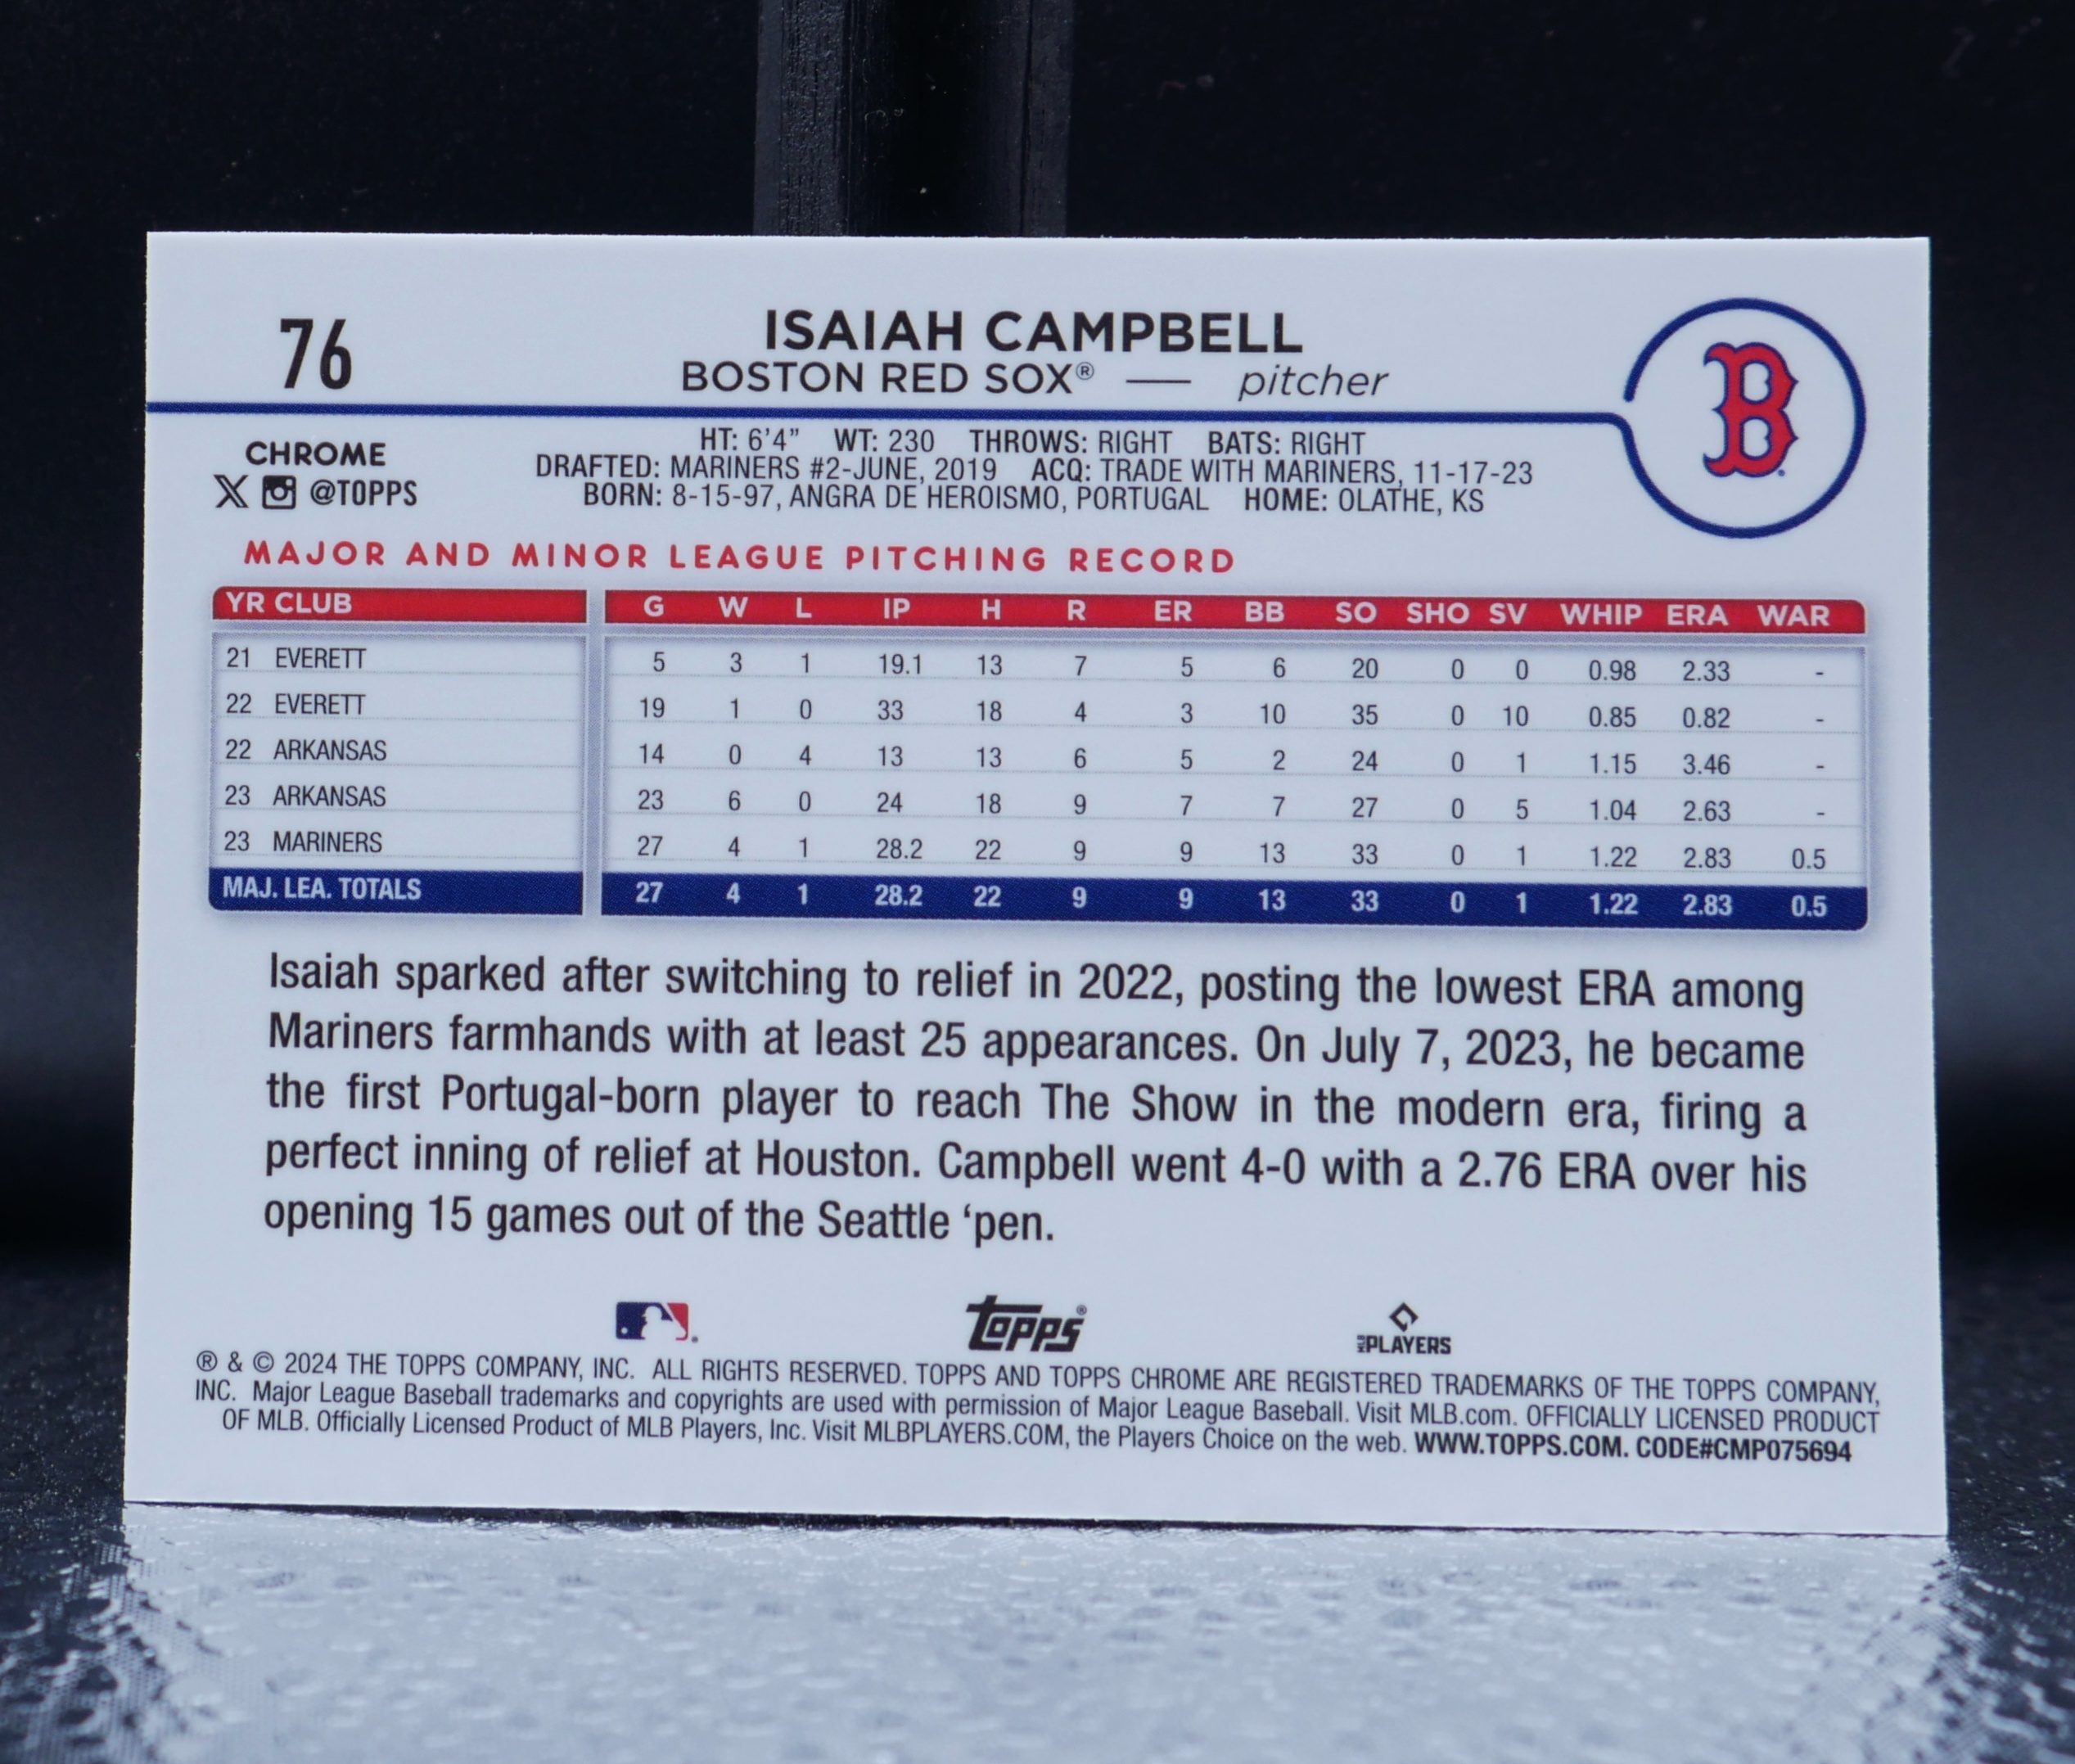 76
ISAIAH CAMPBELL
BOSTON RED SOX® — pitcher
B
CHROME
X @TOPPS
HT: 6'4” WT: 230 THROWS: RIGHT BATS: RIGHT
DRAFTED: MARINERS #2-JUNE, 2019 ACQ: TRADE WITH MARINERS, 11-17-23
BORN: 8-15-97, ANGRA DE HEROISMO, PORTUGAL HOME: OLATHE, KS
MAJOR AND MINOR LEAGUE PITCHING RECORD
YR CLUB G W L IP H R ER BB SO SHO SV WHIP ERA WAR
21 EVERETT 5 3 1 19.1 13 7 5 6 20 0 0 0.98 2.33 -
22 EVERETT 19 1 0 33 18 4 3 10 35 0 10 0.85 0.82 -
22 ARKANSAS 14 0 4 13 13 6 5 2 24 0 1 1.15 3.46 -
23 ARKANSAS 23 6 0 24 18 9 7 7 27 0 5 1.04 2.63 -
23 MARINERS 27 4 1 28.2 22 9 9 13 33 0 1 1.22 2.83 0.5
MAJ. LEA. TOTALS 27 4 1 28.2 22 9 9 13 33 0 1 1.22 2.83 0.5
Isaiah sparked after switching to relief in 2022, posting the lowest ERA among
Mariners farmhands with at least 25 appearances. On July 7, 2023, he became
the first Portugal-born player to reach The Show in the modern era, firing a
perfect inning of relief at Houston. Campbell went 4-0 with a 2.76 ERA over his
opening 15 games out of the Seattle ‘pen.
topps®
PLAYERS
® & © 2024 THE TOPPS COMPANY, INC. ALL RIGHTS RESERVED. TOPPS AND TOPPS CHROME ARE REGISTERED TRADEMARKS OF THE TOPPS COMPANY,
INC. Major League Baseball trademarks and copyrights are used with permission of Major League Baseball. Visit MLB.com. OFFICIALLY LICENSED PRODUCT
OF MLB. Officially Licensed Product of MLB Players, Inc. Visit MLBPLAYERS.COM, the Players Choice on the web. WWW.TOPPS.COM. CODE#CMP075694